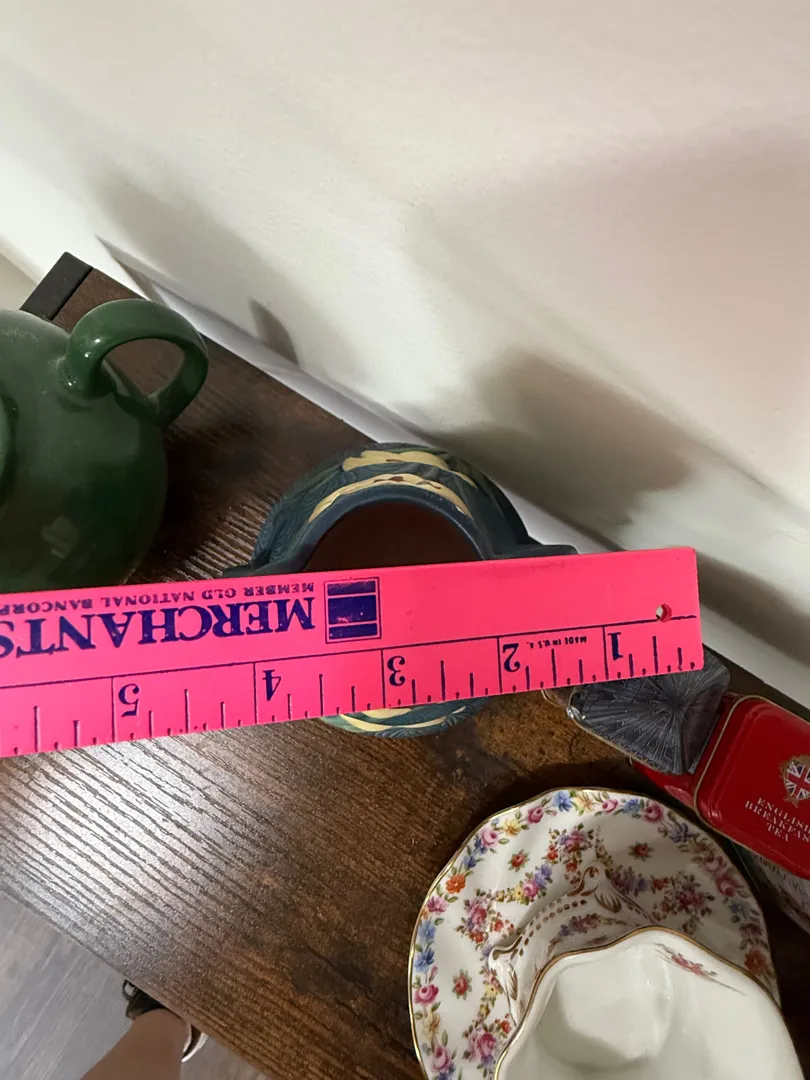 MERCHANTS
MEMBER OLD NATIONAL BANCORP
MADE IN U.S.A.
1 2 3 4 5
ENGLISH
BREAKFAST
TEA